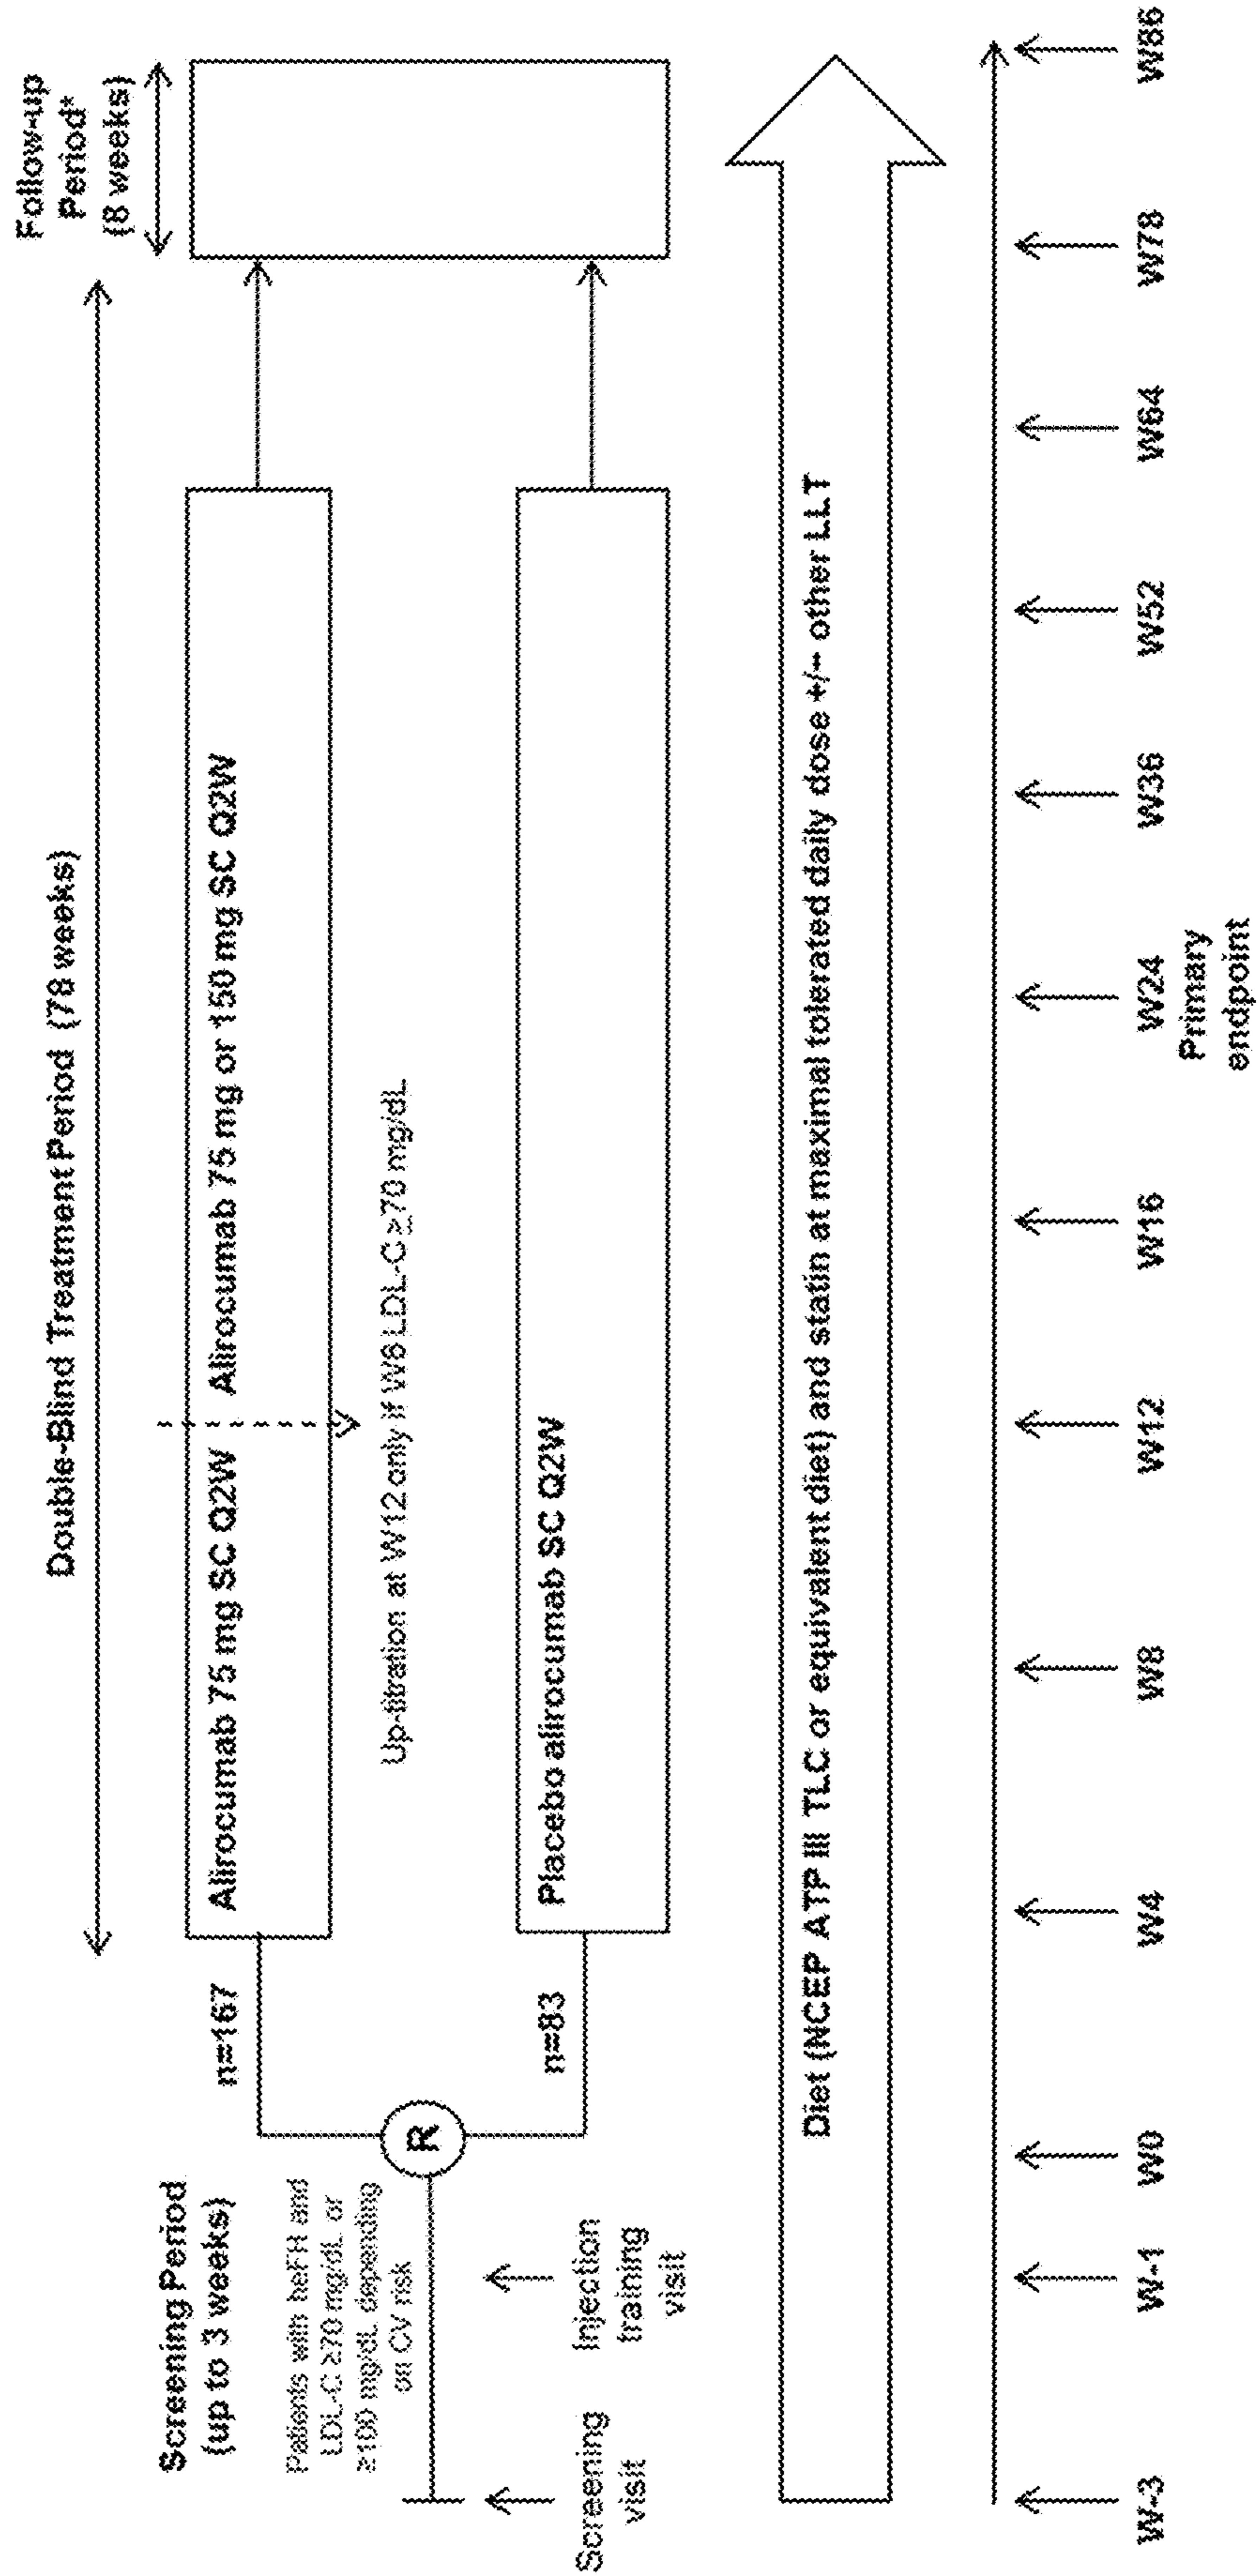 Double-Blind Treatment Period (78 weeks)
Follow-up
Period*
(8 weeks)
Screening Period
(up to 3 weeks)
Patients with heFH and
LDL-C ≥70 mg/dL or
≥100 mg/dL depending
on CV risk
R
n=167
n=83
Alirocumab 75 mg SC Q2W
Alirocumab 75 mg or 150 mg SC Q2W
Up-titration at W12 only if W8 LDL-C ≥70 mg/dL
Placebo alirocumab SC Q2W
Screening
visit
Injection
training
visit
Diet (NCEP ATP III TLC or equivalent diet) and statin at maximal tolerated daily dose +/- other LLT
W-3
W-1
W0
W4
W8
W12
W16
W24
Primary
endpoint
W36
W52
W64
W78
W86